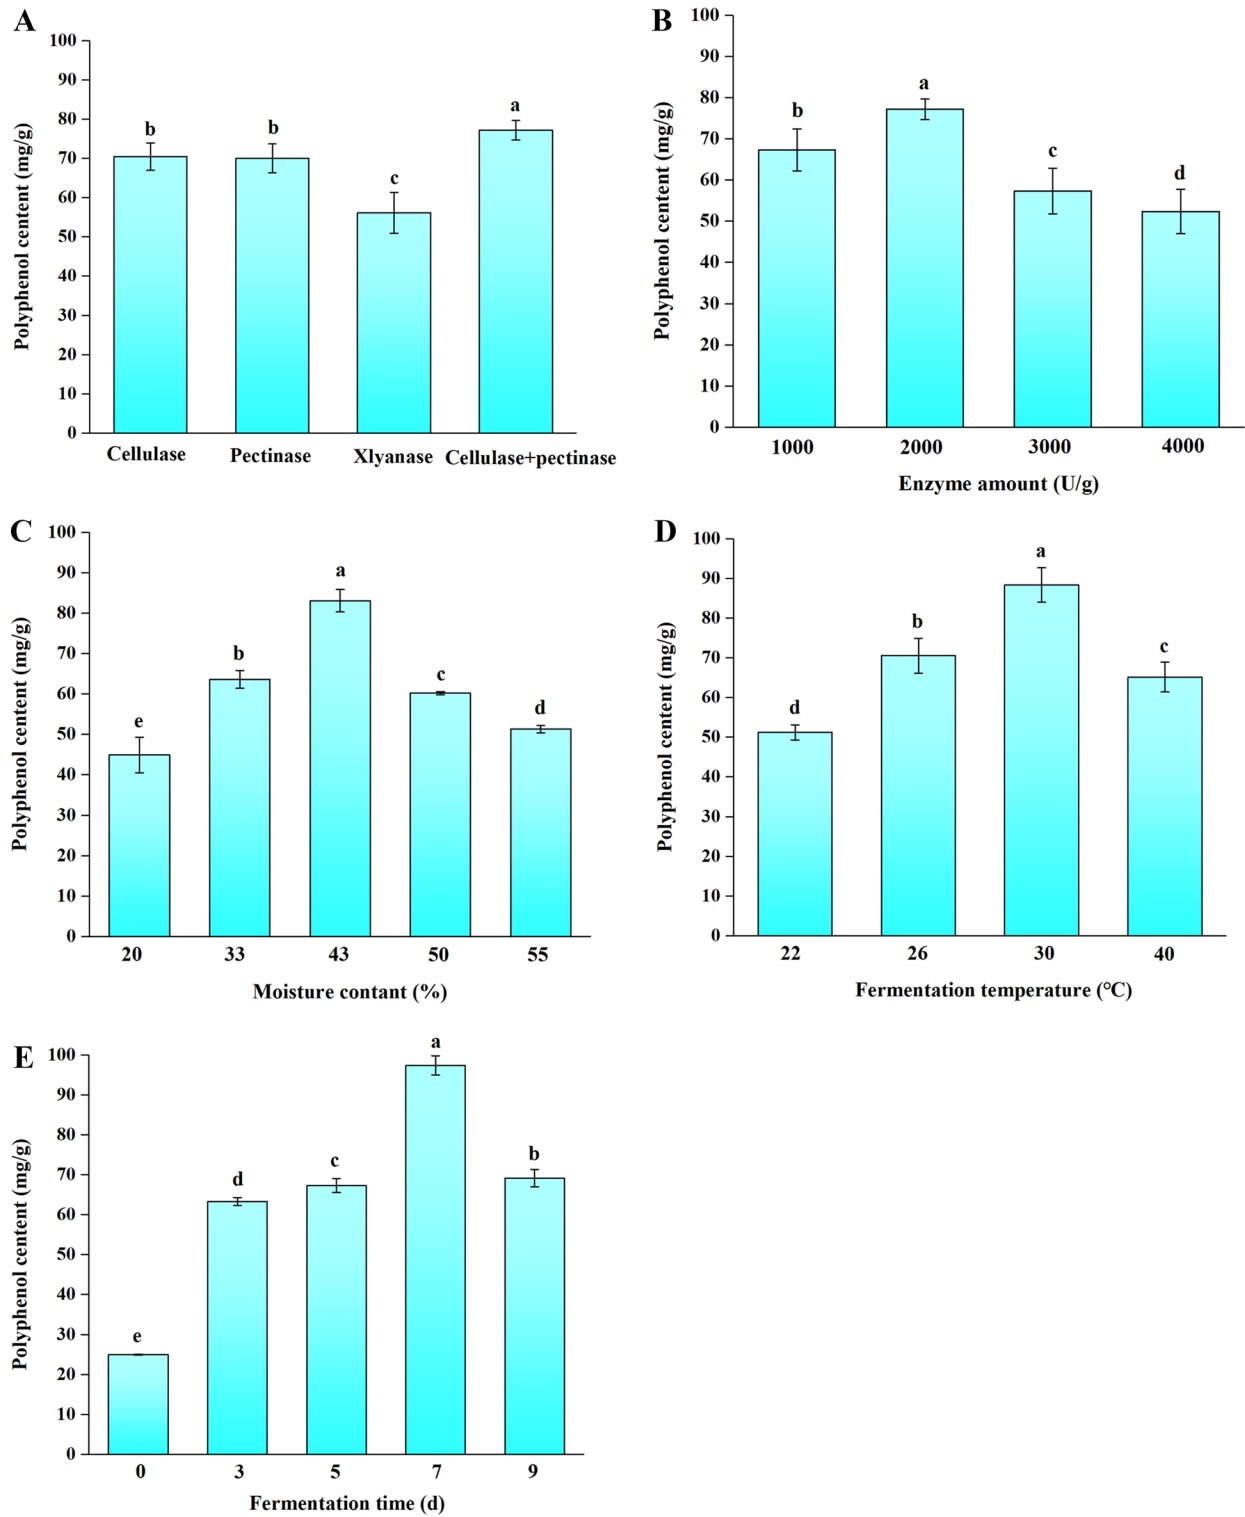 A
Polyphenol centent (mg/g)
100
90
80
70
60
50
40
30
20
10
0
b
b
c
a
Cellulase
Pectinase
Xlyanase
Cellulase+pectinase
B
Polyphenol centent (mg/g)
100
90
80
70
60
50
40
30
20
10
0
b
a
c
d
1000
2000
3000
4000
Enzyme amount (U/g)
C
Polyphenol centent (mg/g)
100
90
80
70
60
50
40
30
20
10
0
e
b
a
c
d
20
33
43
50
55
Moisture contant (%)
D
Polyphenol centent (mg/g)
100
90
80
70
60
50
40
30
20
10
0
d
b
a
c
22
26
30
40
Fermentation temperature (℃)
E
Polyphenol centent (mg/g)
100
90
80
70
60
50
40
30
20
10
0
e
d
c
a
b
0
3
5
7
9
Fermentation time (d)